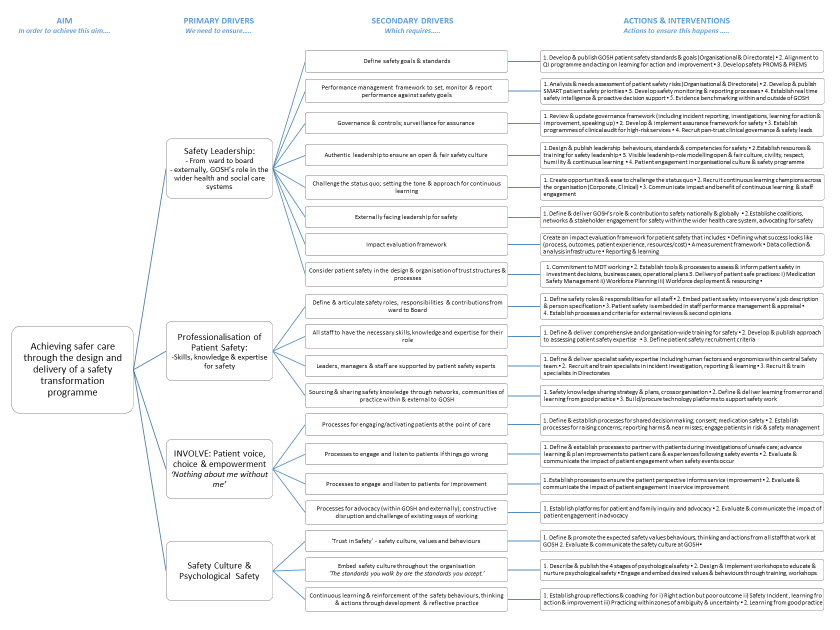 AIM
In order to achieve this aim....
PRIMARY DRIVERS
We need to ensure.....
SECONDARY DRIVERS
Which requires.....
ACTIONS & INTERVENTIONS
Actions to ensure this happens .....
Achieving safer care
through the design and
delivery of a safety
transformation
programme
Safety Leadership:
- From ward to board
- externally, GOSH's role in the
wider health and social care
systems
Define safety goals & standards
1. Develop & publish GOSH patient safety standards & goals (Organisational & Directorate) • 2. Alignment to
QI programme and acting on learning for action and improvement • 3. Develop safety PROMS & PREMS
Performance management framework to set, monitor & report
performance against safety goals
1. Analysis & needs assessment of patient safety risks (Organisational & Directorate) • 2. Develop & publish
SMART patient safety priorities • 3. Develop safety monitoring & reporting processes • 4. Establish real time
safety intelligence & proactive decision support • 5. Evidence benchmarking within and outside of GOSH
Governance & controls; surveillance for assurance
1. Review & update governance framework (including incident reporting, investigations, learning for action &
improvement, speaking up) • 2. Develop & implement assurance framework for safety • 3. Establish
programmes of clinical audit for high-risk services • 4. Recruit pan-trust clinical governance & safety leads
Authentic leadership to ensure an open & fair safety culture
1.Design & publish leadership behaviours, standards & competencies for safety • 2.Establish resources &
training for safety leadership • 3. Visible leadership-role modelling open & fair culture, civility, respect,
humility & continuous learning • 4. Patient engagement in organisational culture & safety programme
Challenge the status quo; setting the tone & approach for continuous
learning
1. Create opportunities & ease to challenge the status quo • 2. Recruit continuous learning champions across
the organisation (Corporate, Clinical) • 3. Communicate impact and benefit of continuous learning & staff
engagement
Externally facing leadership for safety
1. Define & deliver GOSH's role & contribution to safety nationally & globally • 2.Establishe coalitions,
networks & stakeholder engagement for safety within the wider health care system, advocating for safety
Impact evaluation framework
Create an impact evaluation framework for patient safety that includes: • Defining what success looks like
(process, outcomes, patient experience, resources/cost) • A measurement framework • Data collection &
analysis infrastructure • Reporting & learning
Consider patient safety in the design & organisation of trust structures &
processes
1. Commitment to MDT working • 2. Establish tools & processes to assess & inform patient safety in
investment decisions, business cases, operational plans 3. Delivery of patient safe practices: i) Medication
Safety Management ii) Workforce Planning iii) Workforce deployment & resourcing •
Professionalisation of
Patient Safety:
-Skills, knowledge & expertise
for safety
Define & articulate safety roles, responsibilities & contributions from
ward to Board
1. Define safety roles & responsibilities for all staff • 2. Embed patient safety into everyone's job description
& person specification • 3. Patient safety is embedded in staff performance management & appraisal •
4. Establish processes and criteria for external reviews & second opinions
All staff to have the necessary skills, knowledge and expertise for their
role
1. Define & deliver comprehensive and organisation-wide training for safety • 2. Develop & publish approach
to assessing patient safety expertise • 3. Define patient safety recruitment criteria
Leaders, managers & staff are supported by patient safety experts
1. Define & deliver specialist safety expertise including human factors and ergonomics within central Safety
team. • 2. Recruit and train specialists in incident investigation, reporting & learning • 3. Recruit & train
specialists in Directorates
Sourcing & sharing safety knowledge through networks, communities of
practice within & external to GOSH
1. Safety knowledge sharing strategy & plans, cross organisation • 2. Define & deliver learning from error and
learning from good practice • 3. Build/procure technology platforms to support safety work
INVOLVE: Patient voice,
choice & empowerment
'Nothing about me without
me'
Processes for engaging/activating patients at the point of care
1. Define & establish processes for shared decision making; consent; medication safety • 2. Establish
processes for raising concerns; reporting harms & near misses; engage patients in risk & safety management
Processes to engage and listen to patients if things go wrong
1. Define & establish processes to partner with patients during investigations of unsafe care; advance
learning & plan improvements to patient care & experiences following safety events • 2. Evaluate &
communicate the impact of patient engagement when safety events occur
Processes to engage and listen to patients for improvement
1. Establish processes to ensure the patient perspective informs service improvement • 2. Evaluate &
communicate the impact of patient engagement in service improvement
Processes for advocacy (within GOSH and externally); constructive
disruption and challenge of existing ways of working
1. Establish platforms for patient and family inquiry and advocacy • 2. Evaluate & communicate the impact of
patient engagement in advocacy
Safety Culture &
Psychological Safety
'Trust in Safety' - safety culture, values and behaviours
1. Define & promote the expected safety values behaviours, thinking and actions from all staff that work at
GOSH 2. Evaluate & communicate the safety culture at GOSH •
Embed safety culture throughout the organisation
'The standards you walk by are the standards you accept.'
1. Describe & publish the 4 stages of psychological safety • 2. Design & implement workshops to educate &
nurture psychological safety • Engage and embed desired values & behaviours through training, workshops
Continuous learning & reinforcement of the safety behaviours, thinking
& actions through development & reflective practice
1. Establish group reflections & coaching for i) Right action but poor outcome ii) Safety Incident , learning fro
action & improvement iii) Practicing within zones of ambiguity & uncertainty • 2. Learning from good practice